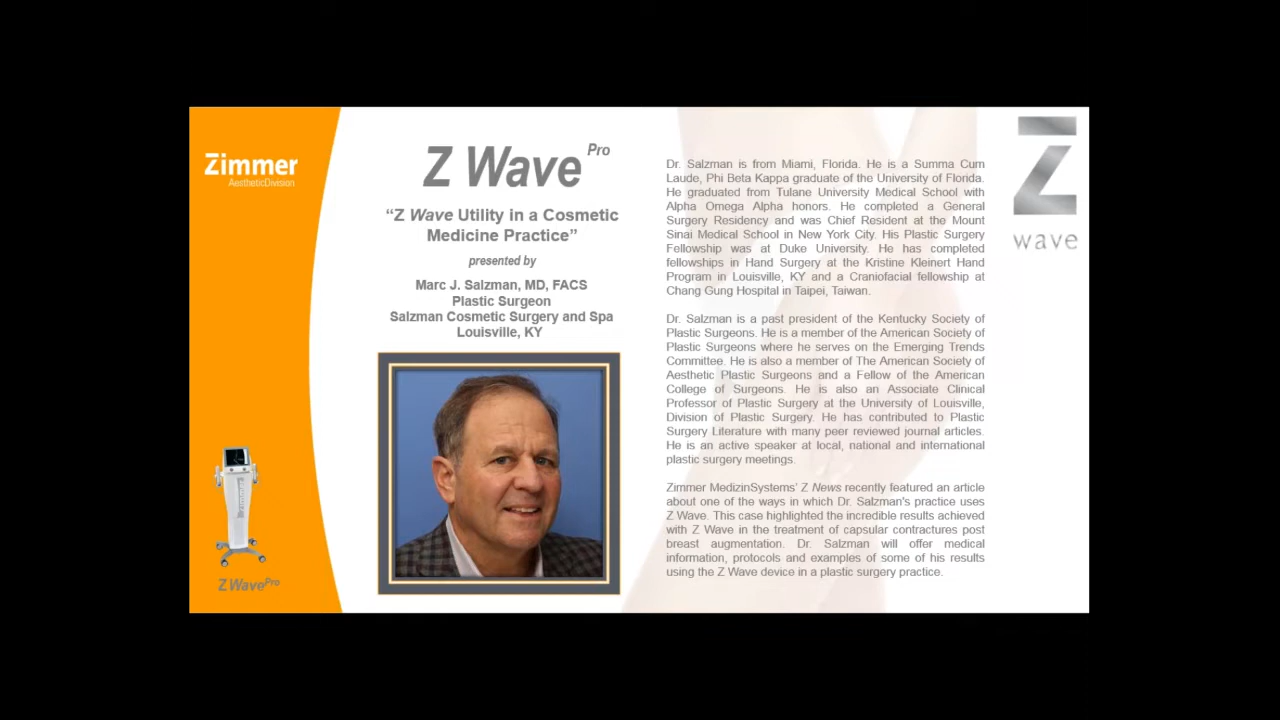 Zimmer
AestheticDivision
Z Wave Pro
“Z Wave Utility in a Cosmetic
Medicine Practice”
presented by
Marc J. Salzman, MD, FACS
Plastic Surgeon
Salzman Cosmetic Surgery and Spa
Louisville, KY
Dr. Salzman is from Miami, Florida. He is a Summa Cum
Laude, Phi Beta Kappa graduate of the University of Florida.
He graduated from Tulane University Medical School with
Alpha Omega Alpha honors. He completed a General
Surgery Residency and was Chief Resident at the Mount
Sinai Medical School in New York City. His Plastic Surgery
Fellowship was at Duke University. He has completed
fellowships in Hand Surgery at the Kristine Kleinert Hand
Program in Louisville, KY and a Craniofacial fellowship at
Chang Gung Hospital in Taipei, Taiwan.
Dr. Salzman is a past president of the Kentucky Society of
Plastic Surgeons. He is a member of the American Society of
Plastic Surgeons where he serves on the Emerging Trends
Committee. He is also a member of The American Society of
Aesthetic Plastic Surgeons and a Fellow of the American
College of Surgeons. He is also an Associate Clinical
Professor of Plastic Surgery at the University of Louisville,
Division of Plastic Surgery. He has contributed to Plastic
Surgery Literature with many peer reviewed journal articles.
He is an active speaker at local, national and international
plastic surgery meetings.
Zimmer MedizinSystems’ Z News recently featured an article
about one of the ways in which Dr. Salzman's practice uses
Z Wave. This case highlighted the incredible results achieved
with Z Wave in the treatment of capsular contractures post
breast augmentation. Dr. Salzman will offer medical
information, protocols and examples of some of his results
using the Z Wave device in a plastic surgery practice.
Z
wave
Zimmer
Z Wave Pro